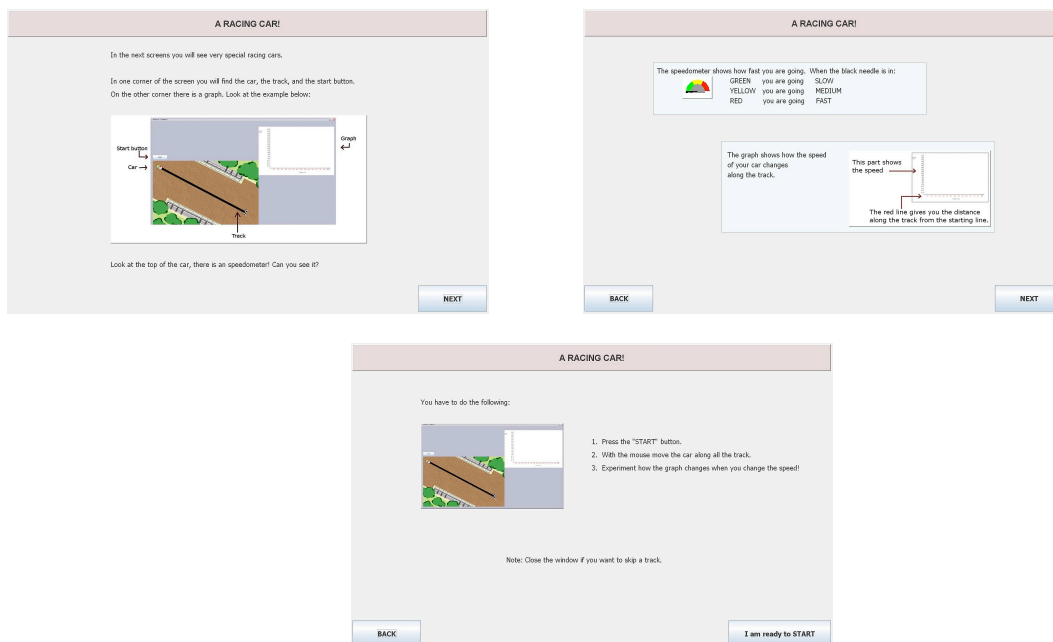 A RACING CAR!
In the next screens you will see very special racing cars.
In one corner of the screen you will find the car, the track, and the start button.
On the other corner there is a graph. Look at the example below:
Start button
Car
Graph
Track
Look at the top of the car, there is an speedometer! Can you see it?
NEXT
A RACING CAR!
The speedometer shows how fast you are going. When the black needle is in:
GREEN you are going SLOW
YELLOW you are going MEDIUM
RED you are going FAST
The graph shows how the speed
of your car changes
along the track.
This part shows
the speed
The red line gives you the distance
along the track from the starting line.
BACK
NEXT
A RACING CAR!
You have to do the following:
1. Press the "START" button.
2. With the mouse move the car along all the track.
3. Experiment how the graph changes when you change the speed!
Note: Close the window if you want to skip a track.
BACK
I am ready to START